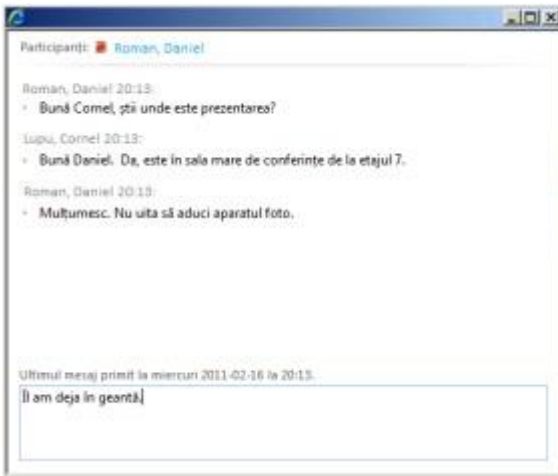 Participanți: Roman, Daniel
Roman, Daniel 20:13:
Bună Cornel, știi unde este prezentarea?
Lupu, Cornel 20:13:
Bună Daniel. Da, este în sala mare de conferințe de la etajul 7.
Roman, Daniel 20:13:
Mulțumesc. Nu uita să aduci aparatul foto.
Ultimul mesaj primit la miercuri 2011-02-16 la 20:13.
Îl am deja în geantă.